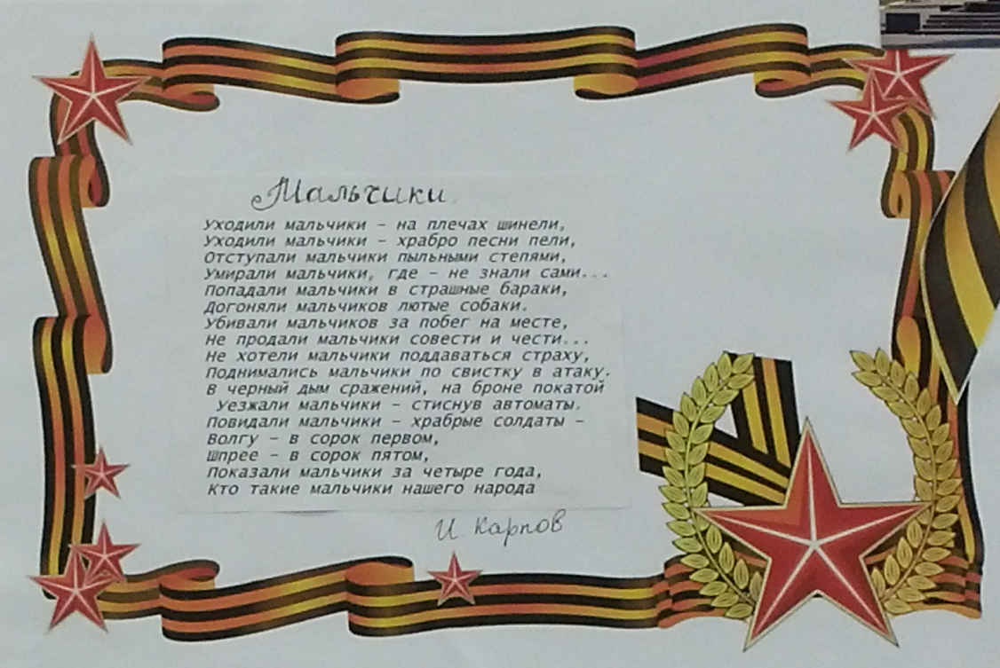 Мальчики
Уходили мальчики – на плечах шинели,
Уходили мальчики – храбро песни пели,
Отступали мальчики пыльными степями,
Умирали мальчики, где – не знали сами...
Попадали мальчики в страшные бараки,
Догоняли мальчиков лютые собаки.
Убивали мальчиков за побег на месте,
Не продали мальчики совести и чести...
Не хотели мальчики поддаваться страху,
Поднимались мальчики по свистку в атаку.
В черный дым сражений, на броне покатой
Уезжали мальчики – стиснув автоматы.
Повидали мальчики – храбрые солдаты –
Волгу – в сорок первом,
Шпрее – в сорок пятом,
Показали мальчики за четыре года,
Кто такие мальчики нашего народа
И. Карпов